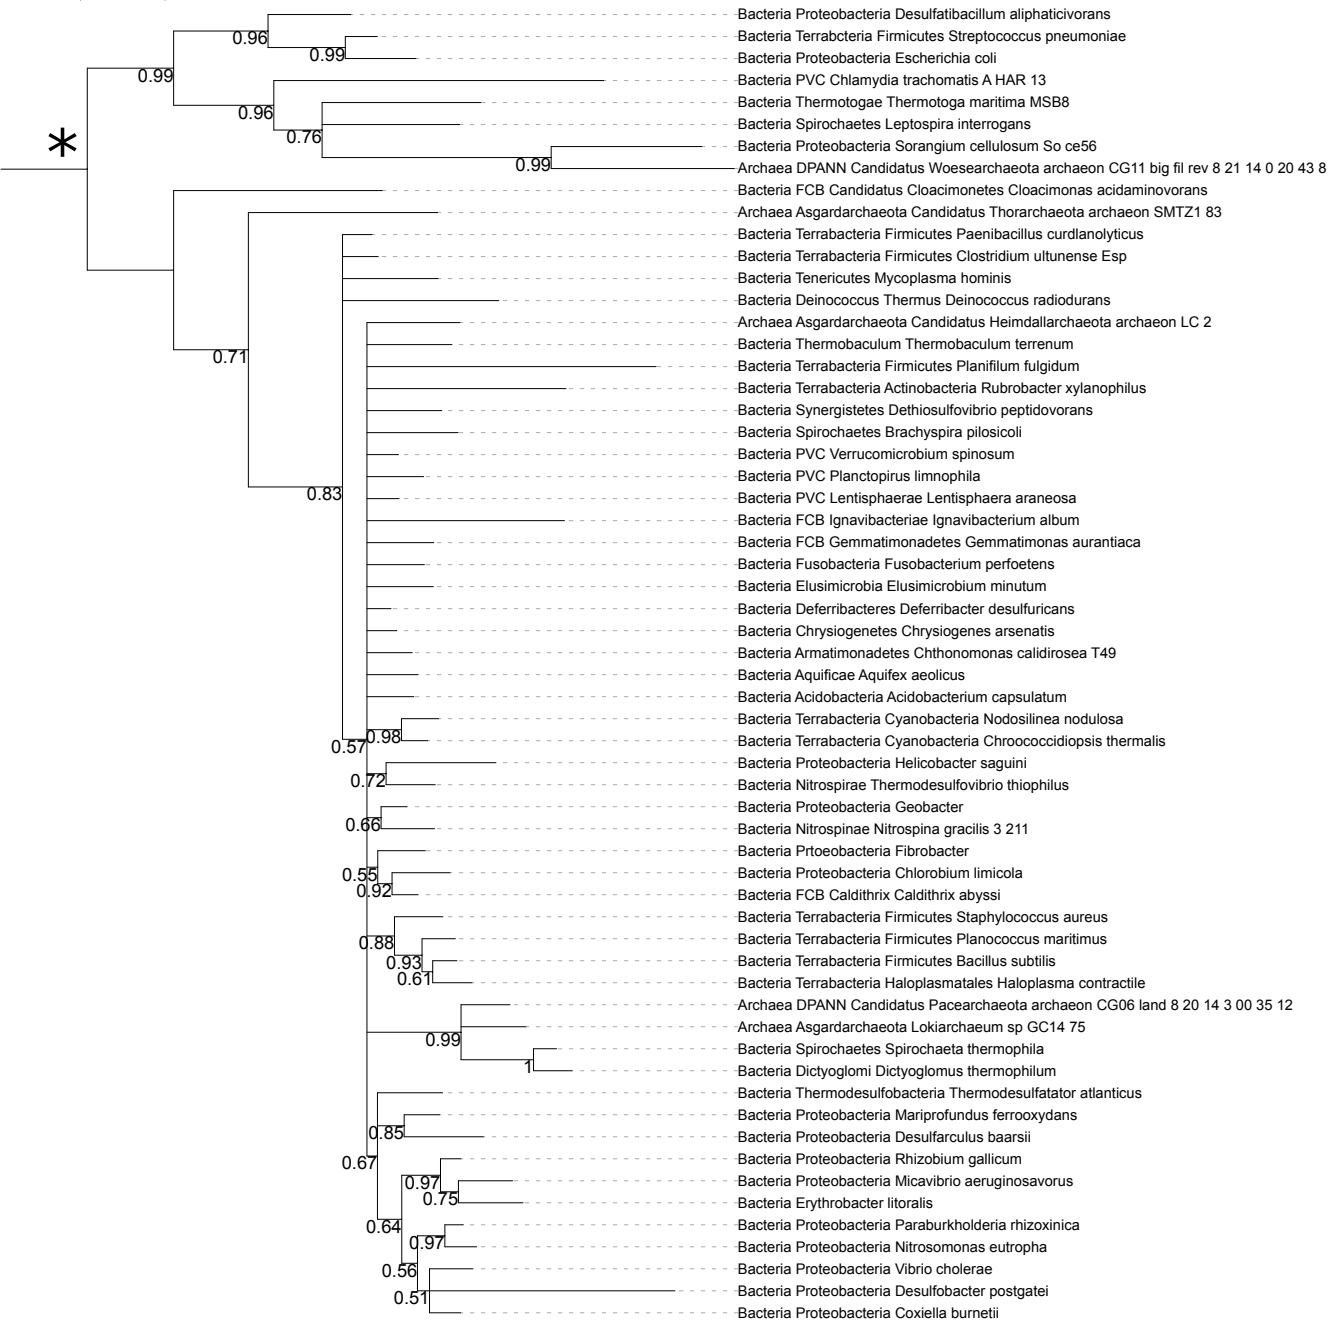 Bacteria Proteobacteria Desulfatibacillum aliphaticivorans
0.96
Bacteria Terrabcteria Firmicutes Streptococcus pneumoniae
0.99
Bacteria Proteobacteria Escherichia coli
0.99
Bacteria PVC Chlamydia trachomatis A HAR 13
0.96
Bacteria Thermotogae Thermotoga maritima MSB8
*
0.76
Bacteria Spirochaetes Leptospira interrogans
Bacteria Proteobacteria Sorangium cellulosum So ce56
0.99
Archaea DPANN Candidatus Woesearchaeota archaeon CG11 big fil rev 8 21 14 0 20 43 8
Bacteria FCB Candidatus Cloacimonetes Cloacimonas acidaminovorans
Archaea Asgardarchaeota Candidatus Thorarchaeota archaeon SMTZ1 83
Bacteria Terrabacteria Firmicutes Paenibacillus curdlanolyticus
Bacteria Terrabacteria Firmicutes Clostridium ultunense Esp
Bacteria Tenericutes Mycoplasma hominis
Bacteria Deinococcus Thermus Deinococcus radiodurans
Archaea Asgardarchaeota Candidatus Heimdallarchaeota archaeon LC 2
Bacteria Thermobaculum Thermobaculum terrenum
0.71
Bacteria Terrabacteria Firmicutes Planifilum fulgidum
Bacteria Terrabacteria Actinobacteria Rubrobacter xylanophilus
Bacteria Synergistetes Dethiosulfovibrio peptidovorans
Bacteria Spirochaetes Brachyspira pilosicoli
Bacteria PVC Verrucomicrobium spinosum
Bacteria PVC Planctopirus limnophila
0.83
Bacteria PVC Lentisphaerae Lentisphaera araneosa
Bacteria FCB Ignavibacteriae Ignavibacterium album
Bacteria FCB Gemmatimonadetes Gemmatimonas aurantiaca
Bacteria Fusobacteria Fusobacterium perfoetens
Bacteria Elusimicrobia Elusimicrobium minutum
Bacteria Deferribacteres Deferribacter desulfuricans
Bacteria Chrysiogenetes Chrysiogenes arsenatis
Bacteria Armatimonadetes Chthonomonas calidirosea T49
Bacteria Aquificae Aquifex aeolicus
Bacteria Acidobacteria Acidobacterium capsulatum
Bacteria Terrabacteria Cyanobacteria Nodosilinea nodulosa
0.57
0.98
Bacteria Terrabacteria Cyanobacteria Chroococcidiopsis thermalis
Bacteria Proteobacteria Helicobacter saguini
0.72
Bacteria Nitrospirae Thermodesulfovibrio thiophilus
Bacteria Proteobacteria Geobacter
0.66
Bacteria Nitrospinae Nitrospina gracilis 3 211
Bacteria Prtoeobacteria Fibrobacter
0.55
Bacteria Proteobacteria Chlorobium limicola
0.92
Bacteria FCB Caldithrix Caldithrix abyssi
Bacteria Terrabacteria Firmicutes Staphylococcus aureus
0.88
Bacteria Terrabacteria Firmicutes Planococcus maritimus
0.93
Bacteria Terrabacteria Firmicutes Bacillus subtilis
0.61
Bacteria Terrabacteria Haloplasmatales Haloplasma contractile
Archaea DPANN Candidatus Pacearchaeota archaeon CG06 land 8 20 14 3 00 35 12
Archaea Asgardarchaeota Lokiarchaeum sp GC14 75
0.99
Bacteria Spirochaetes Spirochaeta thermophila
1
Bacteria Dictyoglomi Dictyoglomus thermophilum
Bacteria Thermodesulfobacteria Thermodesulfatator atlanticus
Bacteria Proteobacteria Mariprofundus ferrooxydans
0.85
Bacteria Proteobacteria Desulfarculus baarsii
0.67
Bacteria Proteobacteria Rhizobium gallicum
0.97
Bacteria Proteobacteria Micavibrio aeruginosavorus
0.75
Bacteria Erythrobacter litoralis
0.64
Bacteria Proteobacteria Paraburkholderia rhizoxinica
0.97
Bacteria Proteobacteria Nitrosomonas eutropha
0.56
Bacteria Proteobacteria Vibrio cholerae
Bacteria Proteobacteria Desulfobacter postgatei
0.51
Bacteria Proteobacteria Coxiella burnetii